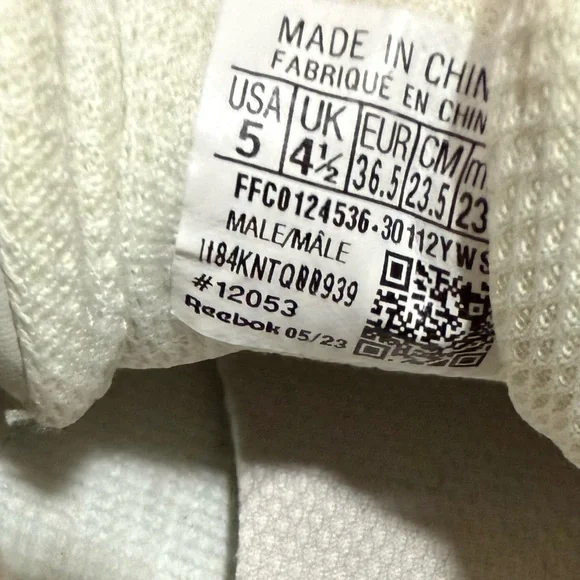 MADE IN CHIN
FABRIQUÉ EN CHIN
USA UK EUR CM m
5 4½ 36.5 23.5 23
FFC0124536-30112YWS
MALE/MÂLE
1184KNTQ00939
#12053
Reebok 05/23